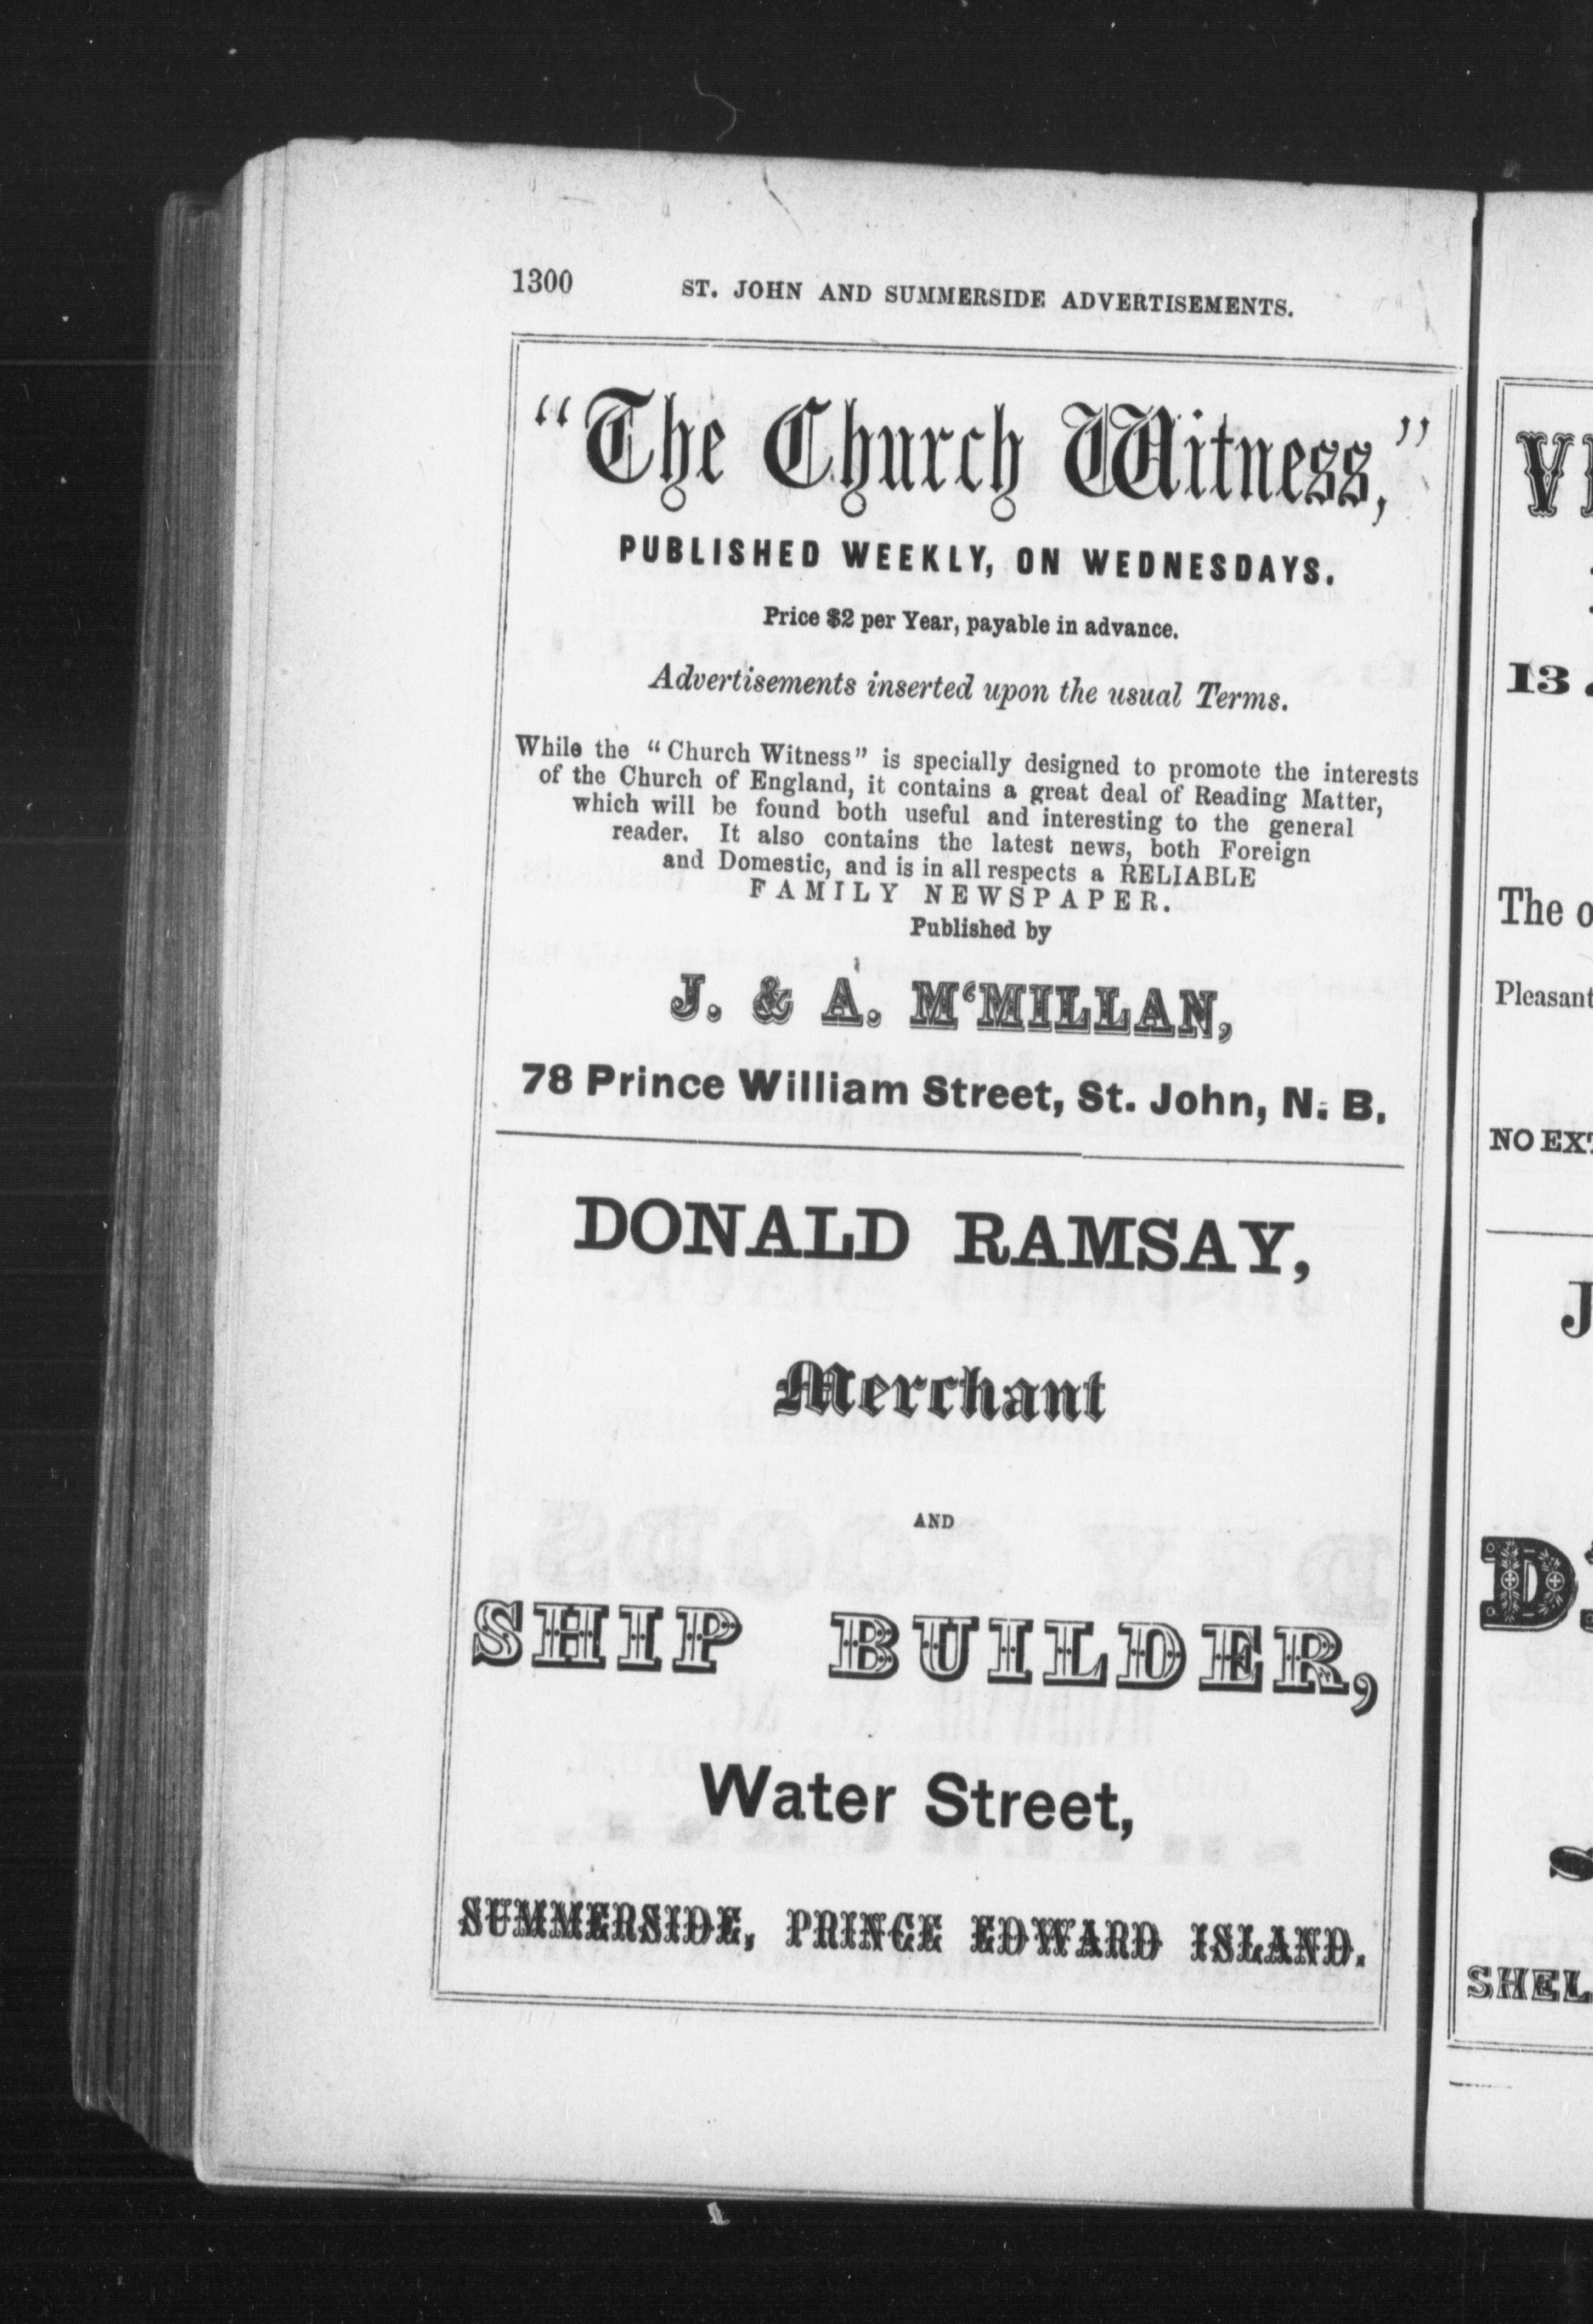 1300 ST. JOHN AND SUMMERSIDE ADVERTISEMENTS.
"The Church Witness,"
PUBLISHED WEEKLY, ON WEDNESDAYS.
Price $2 per Year, payable in advance.
Advertisements inserted upon the usual Terms.
While the "Church Witness" is specially designed to promote the interests
of the Church of England, it contains a great deal of Reading Matter,
which will be found both useful and interesting to the general
reader. It also contains the latest news, both Foreign
and Domestic, and is in all respects a RELIABLE
FAMILY NEWSPAPER.
Published by
J. & A. M‘MILLAN,
78 Prince William Street, St. John, N. B.
DONALD RAMSAY,
Merchant
AND
SHIP BUILDER,
Water Street,
SUMMERSIDE, PRINCE EDWARD ISLAND.
13
The
Pleasant
NO
J
SHEL